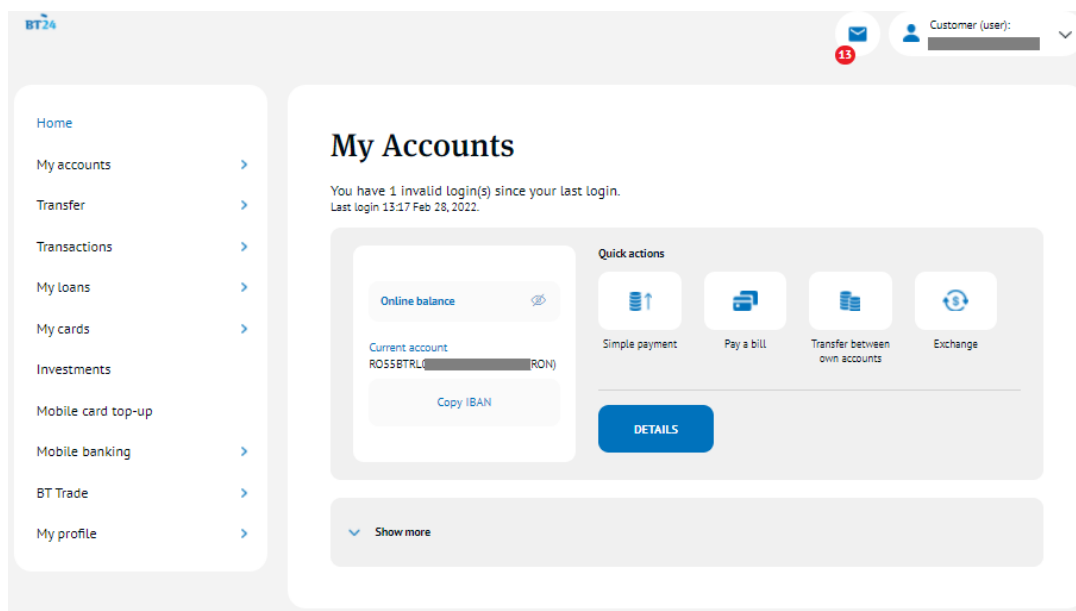 BT24
13
Customer (user):
Home
My accounts
Transfer
Transactions
My loans
My cards
Investments
Mobile card top-up
Mobile banking
BT Trade
My profile
My Accounts
You have 1 invalid login(s) since your last login.
Last login 13:17 Feb 28, 2022.
Online balance
Current account
RO55BTRL RON)
Copy IBAN
Quick actions
Simple payment
Pay a bill
Transfer between
own accounts
Exchange
DETAILS
Show more